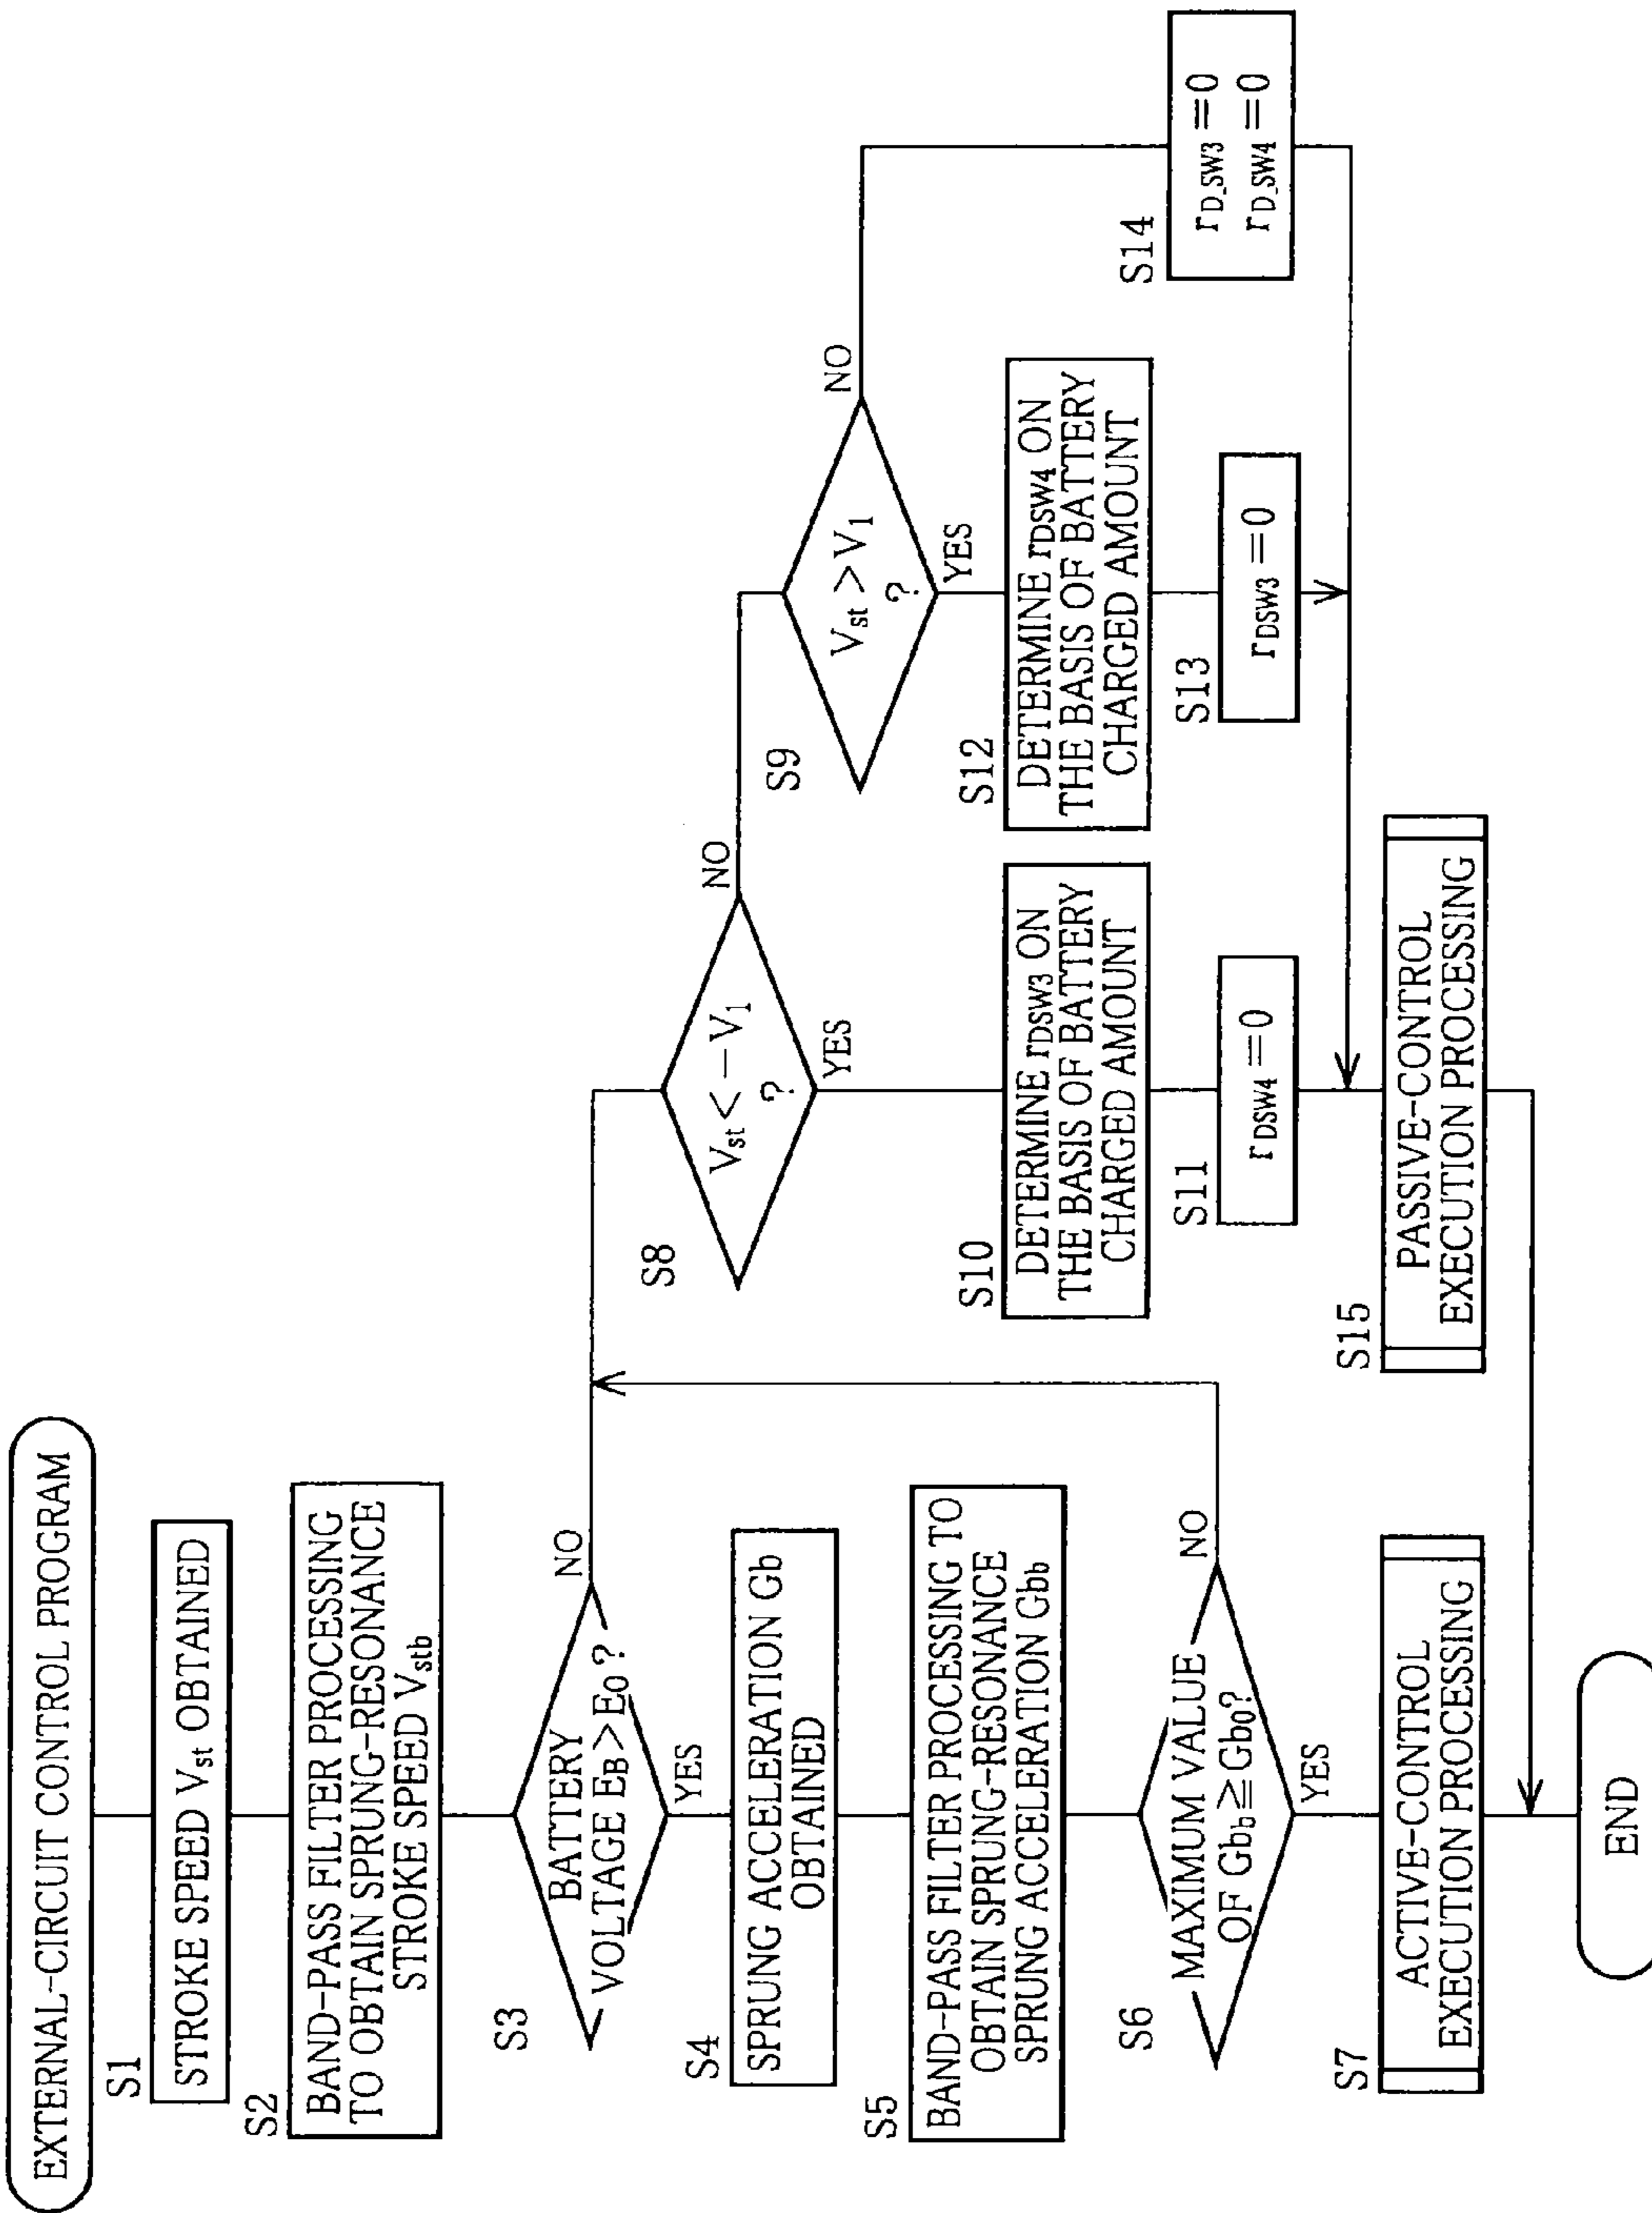 EXTERNAL-CIRCUIT CONTROL PROGRAM
S1
STROKE SPEED Vst OBTAINED
S2
BAND-PASS FILTER PROCESSING
TO OBTAIN SPRUNG-RESONANCE
STROKE SPEED Vstb
S3
BATTERY
VOLTAGE EB>E0?
NO
YES
S4
SPRUNG ACCELERATION Gb
OBTAINED
S5
BAND-PASS FILTER PROCESSING TO
OBTAIN SPRUNG-RESONANCE
SPRUNG ACCELERATION Gbb
S6
MAXIMUM VALUE
OF Gbb≧Gb0?
NO
YES
S7
ACTIVE-CONTROL
EXECUTION PROCESSING
END
S8
Vst<-V1
?
NO
YES
S10
DETERMINE rDSW3 ON
THE BASIS OF BATTERY
CHARGED AMOUNT
S11
rDSW4=0
S15
PASSIVE-CONTROL
EXECUTION PROCESSING
S9
Vst>V1
?
NO
YES
S12
DETERMINE rDSW4 ON
THE BASIS OF BATTERY
CHARGED AMOUNT
S13
rDSW3=0
S14
rD_SW3=0
rD_SW4=0